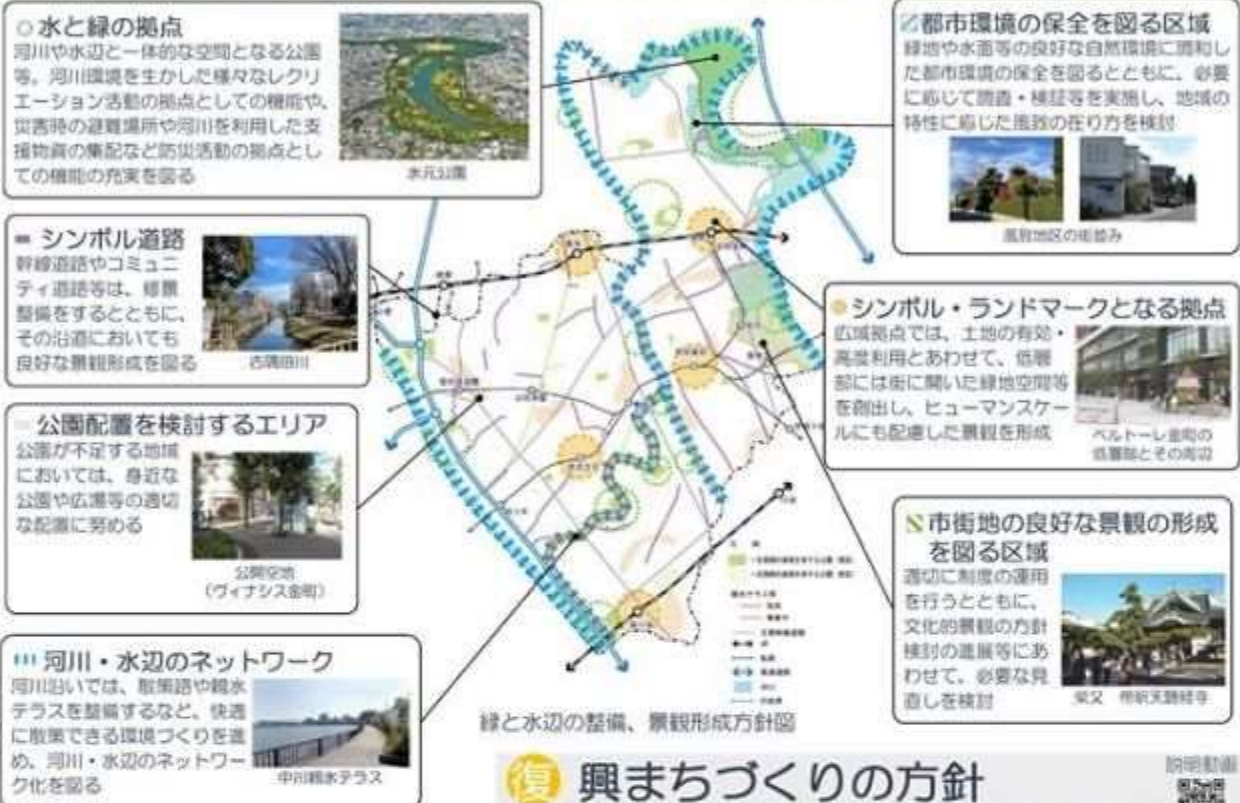 水と緑の拠点
河川や水辺と一体的な空間となる公園
等。河川環境を生かした様々なレクリ
エーション活動の拠点としての機能や、
災害時の避難場所や河川を利用した支
援物資の集配など防災活動の拠点とし
ての機能の充実を図る
水元公園
シンボル道路
幹線道路やコミュニ
ティ道路等は、修景
整備をするとともに、
その沿道においても
良好な景観形成を図る
古隅田川
公園配置を検討するエリア
公園が不足する地域
においては、身近な
公園や広場等の適切
な配置に努める
公開空地
(ヴィナシス金町)
河川・水辺のネットワーク
河川沿いでは、散策路や親水
テラスを整備するなど、快適
に散策できる環境づくりを進
め、河川・水辺のネットワー
ク化を図る
中川親水テラス
都市環境の保全を図る区域
緑地や水面等の良好な自然環境に調和し
た都市環境の保全を図るとともに、必要
に応じて調査・検証等を実施し、地域の
特性に応じた風致の在り方を検討
風致地区の街並み
シンボル・ランドマークとなる拠点
広域拠点では、土地の有効・
高度利用とあわせて、低層
部には街に開いた緑地空間等
を創出し、ヒューマンスケー
ルにも配慮した景観を形成
ベルトーレ金町の
低層部とその周辺
市街地の良好な景観の形成
を図る区域
適切に制度の運用
を行うとともに、
文化的景観の方針
検討の進展等にあ
わせて、必要な見
直しを検討
柴又 帝釈天題経寺
緑と水辺の整備、景観形成方針図
復興まちづくりの方針
説明動画